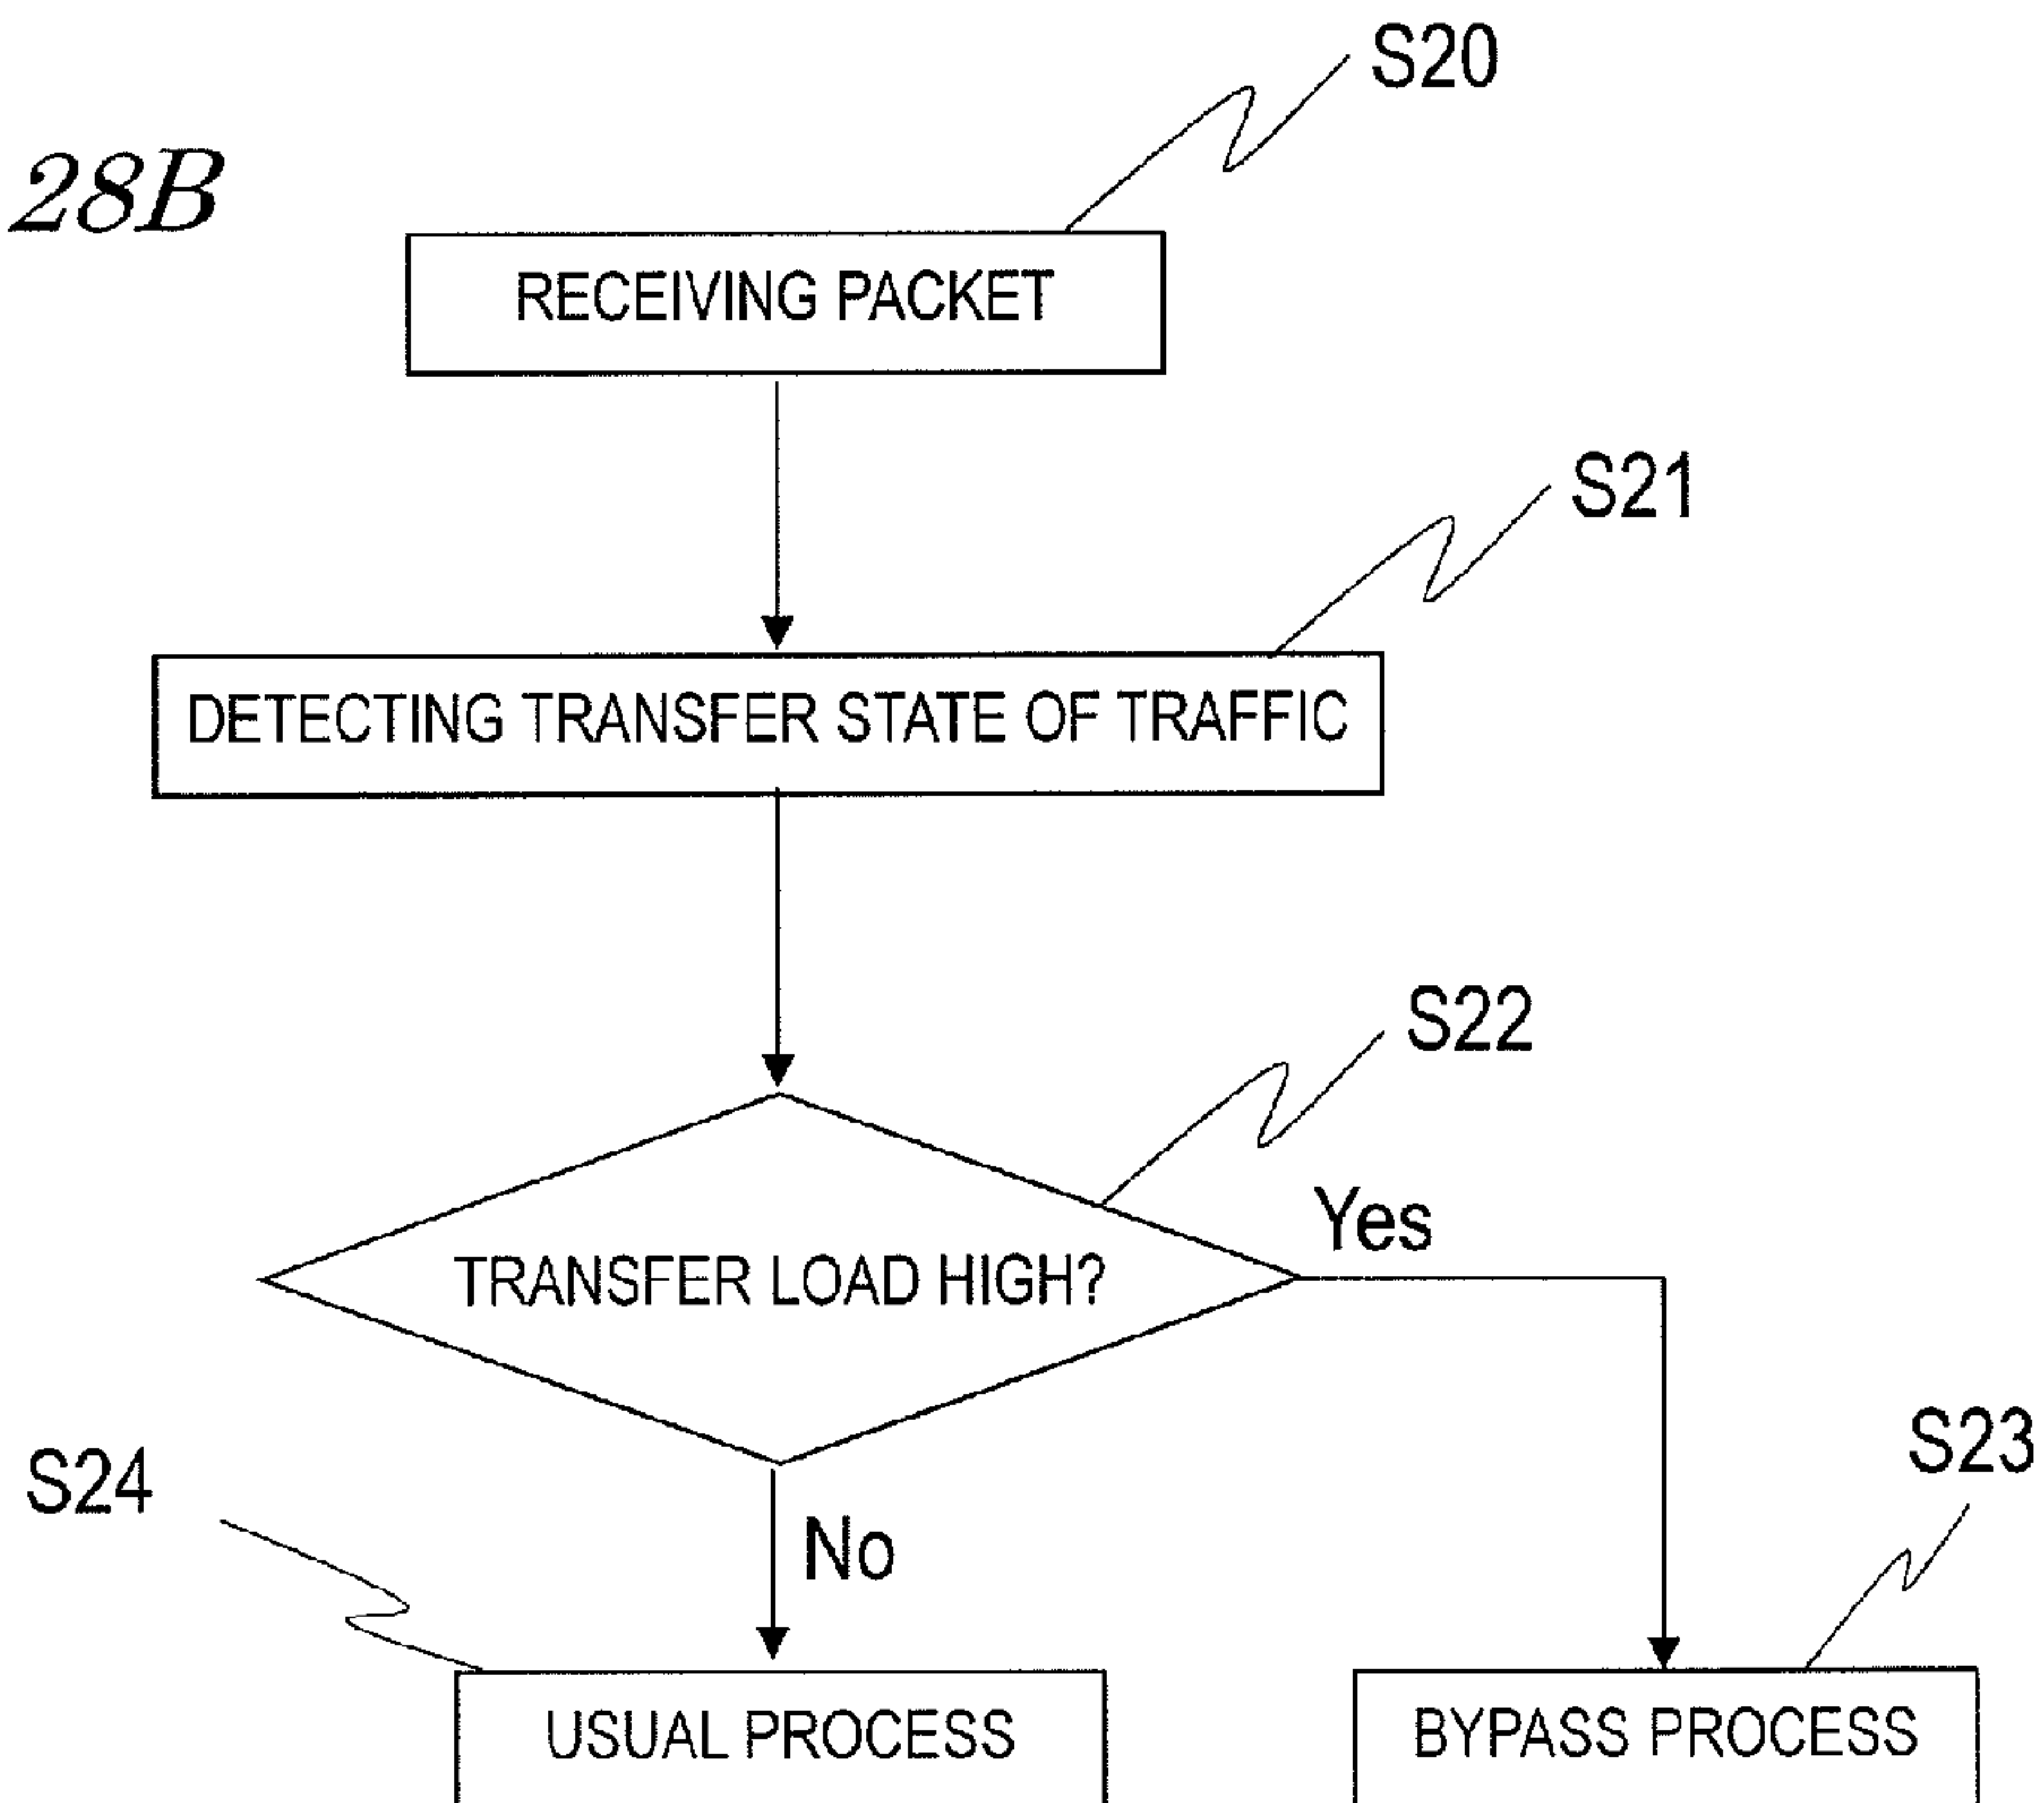 S20
28B
RECEIVING PACKET
S21
DETECTING TRANSFER STATE OF TRAFFIC
S22
Yes
TRANSFER LOAD HIGH?
S23
S24
No
USUAL PROCESS
BYPASS PROCESS